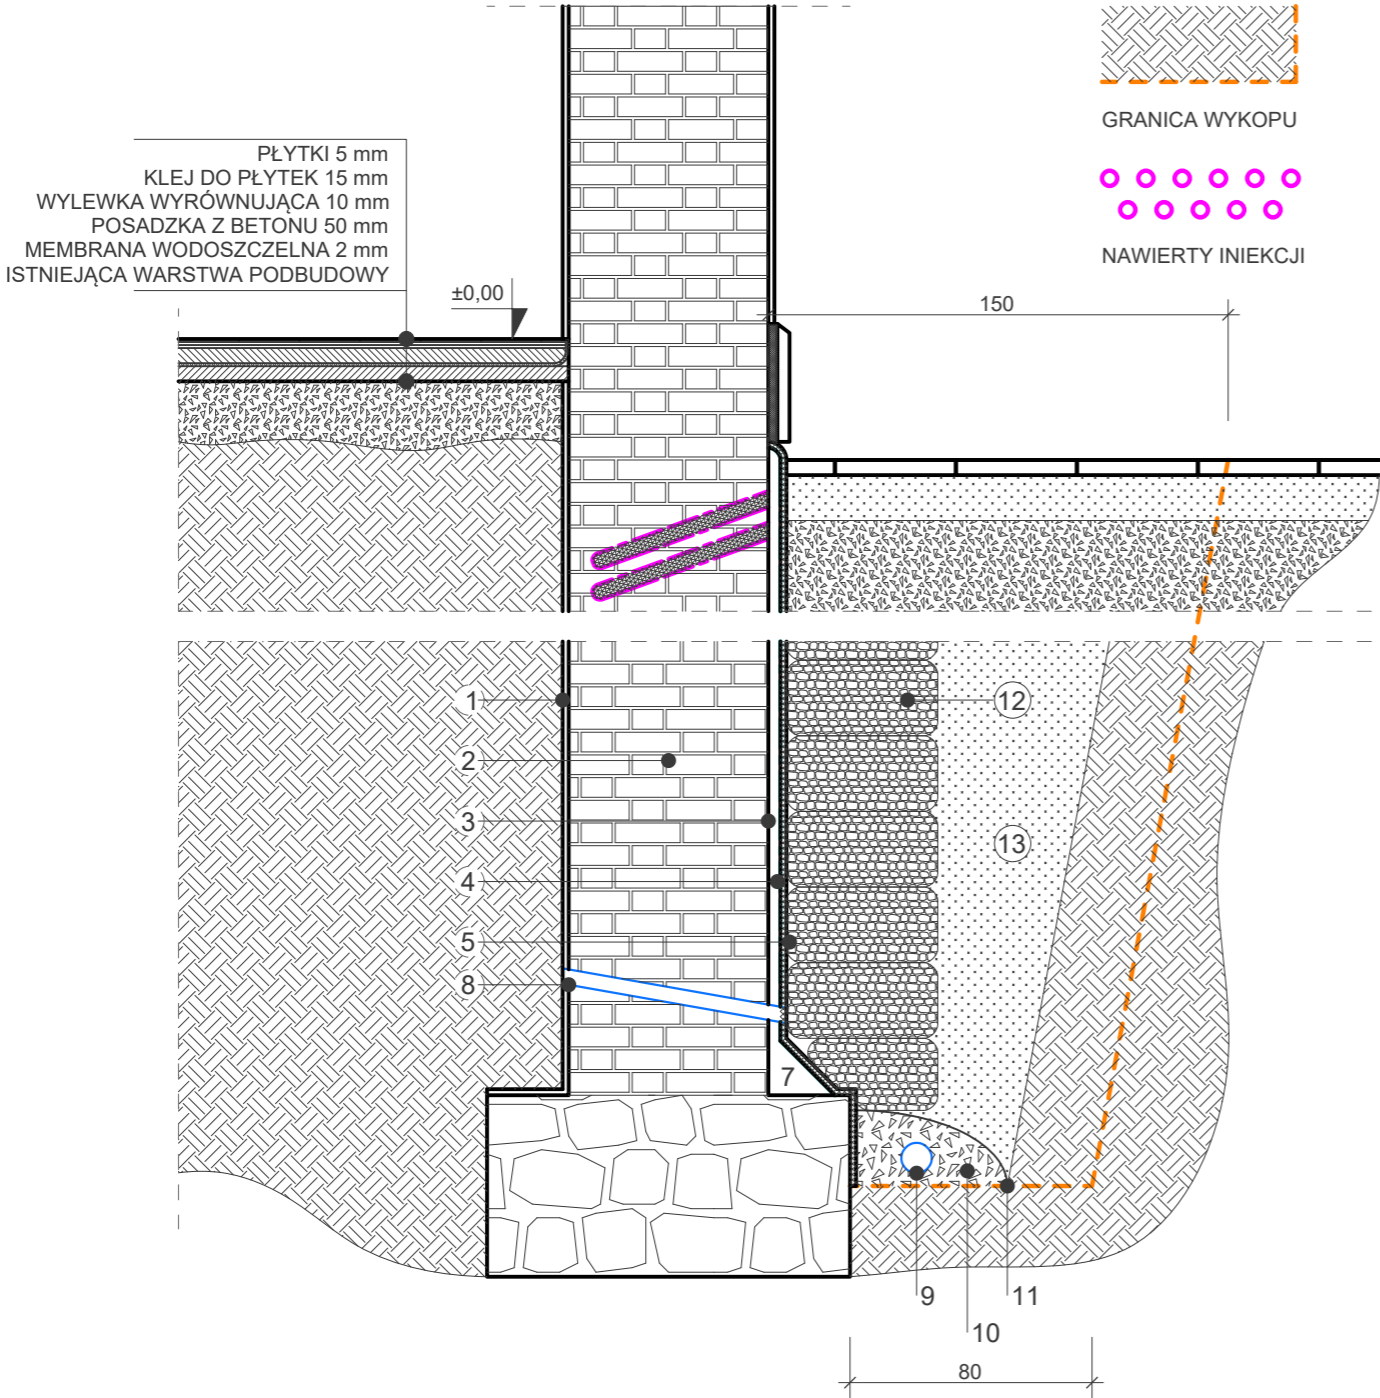 GRANICA WYKOPU
PŁYTKI 5 mm
KLEJ DO PŁYTEK 15 mm
WYLEWKA WYRÓWNUJĄCA 10 mm
POSADZKA Z BETONU 50 mm
MEMBRANA WODOSZCZELNA 2 mm
ISTNIEJĄCA WARSTWA PODBUDOWY
NAWIERTY INIEKCJI
±0,00
150
1
12
2
3
13
4
5
8
7
9
11
10
80